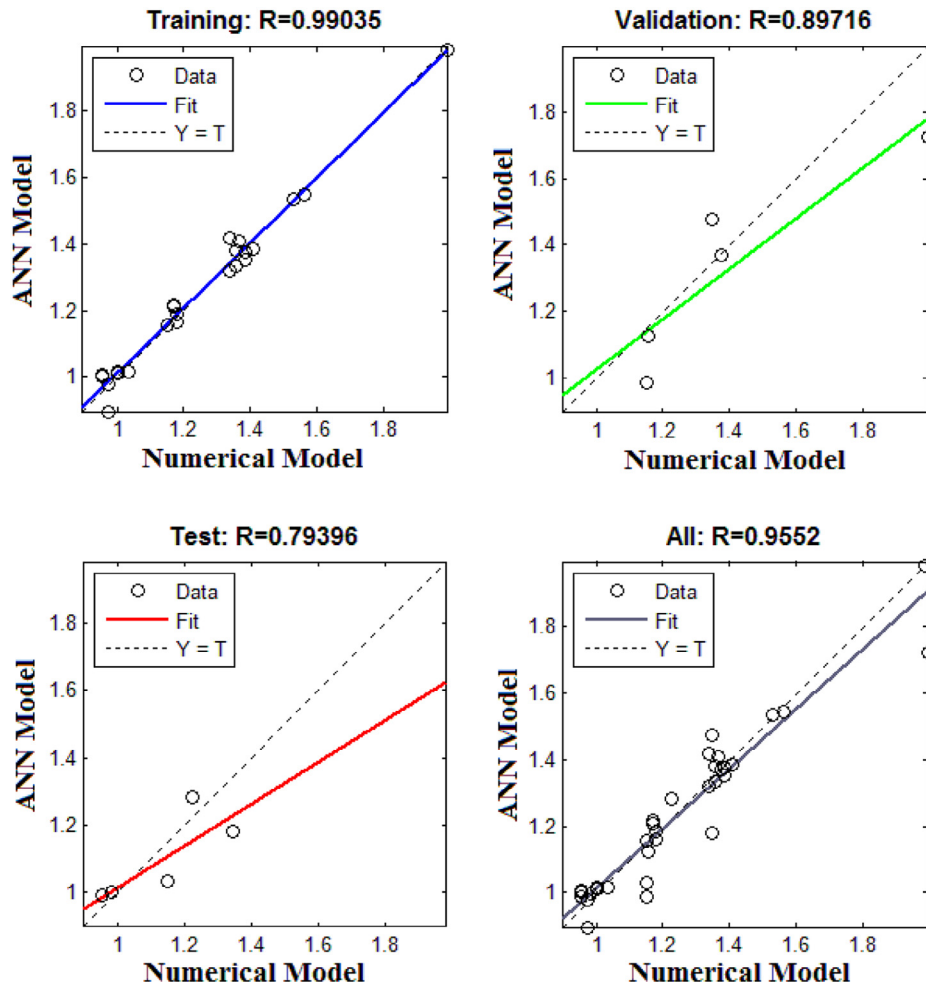 Training: R=0.99035
Data
Fit
Y = T
1.8
1.6
1.4
1.2
1
1 1.2 1.4 1.6 1.8
ANN Model
Numerical Model
Validation: R=0.89716
Data
Fit
Y = T
1.8
1.6
1.4
1.2
1
1 1.2 1.4 1.6 1.8
ANN Model
Numerical Model
Test: R=0.79396
Data
Fit
Y = T
1.8
1.6
1.4
1.2
1
1 1.2 1.4 1.6 1.8
ANN Model
Numerical Model
All: R=0.9552
Data
Fit
Y = T
1.8
1.6
1.4
1.2
1
1 1.2 1.4 1.6 1.8
ANN Model
Numerical Model